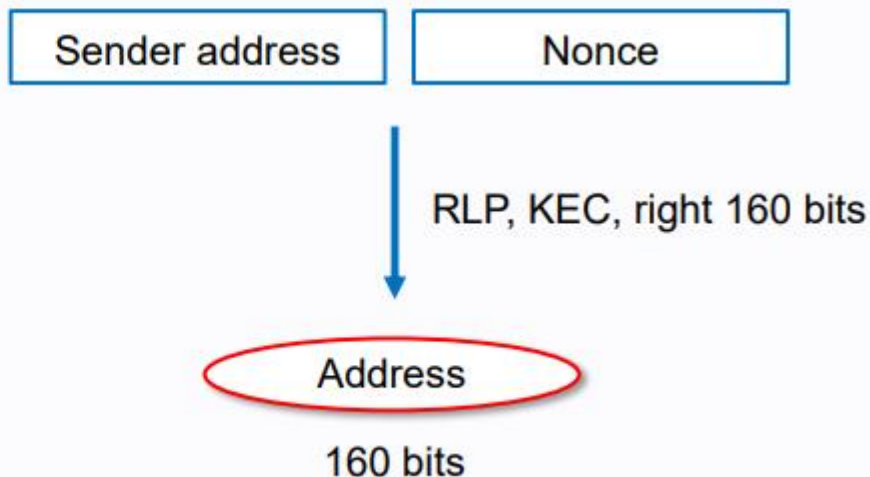 Sender address
Nonce
RLP, KEC, right 160 bits
Address
160 bits